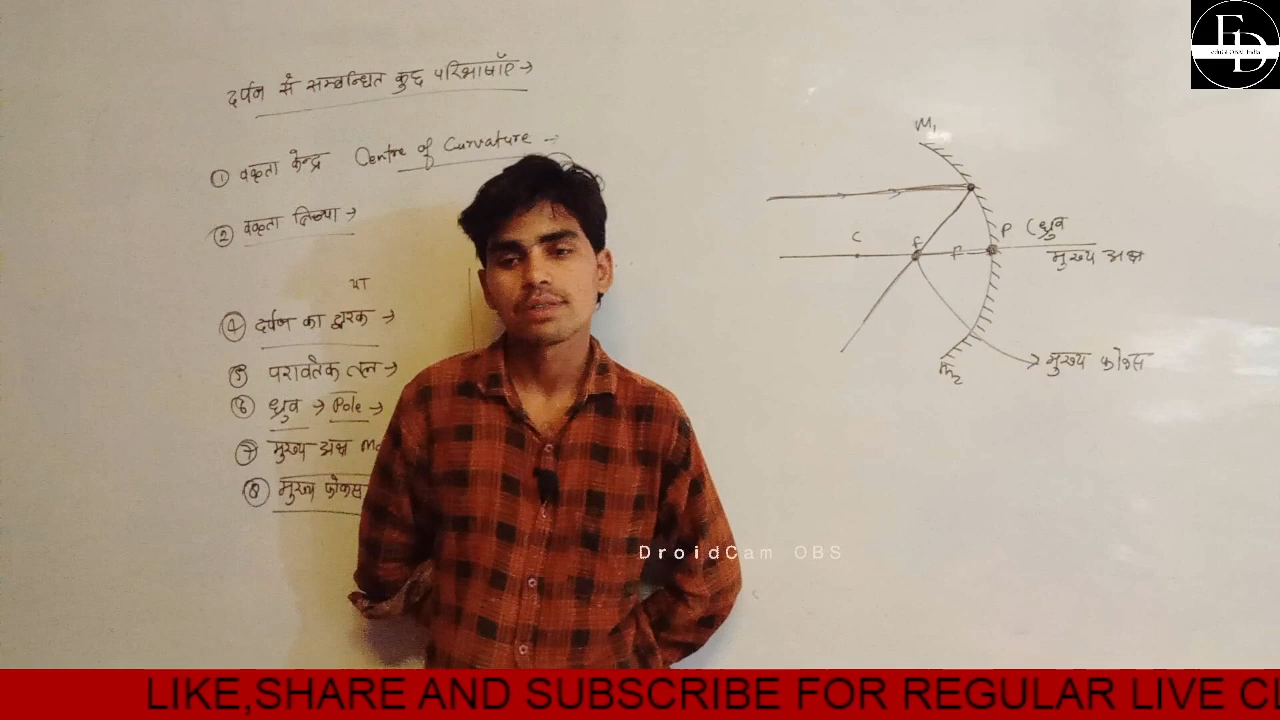 दर्पण से सम्बन्धित कुछ परिभाषाएँ →
① वक्रता केन्द्र Centre of Curvature →
② वक्रता त्रिज्या →
या
④ दर्पण का द्वारक →
⑤ परावर्तक तल →
⑥ ध्रुव → Pole →
⑦ मुख्य अक्ष
⑧ मुख्य फोकस
M₁
C
F
P (ध्रुव
मुख्य अक्ष
M₂
→ मुख्य फोकस
ED
DroidCam OBS
LIKE,SHARE AND SUBSCRIBE FOR REGULAR LIVE CL